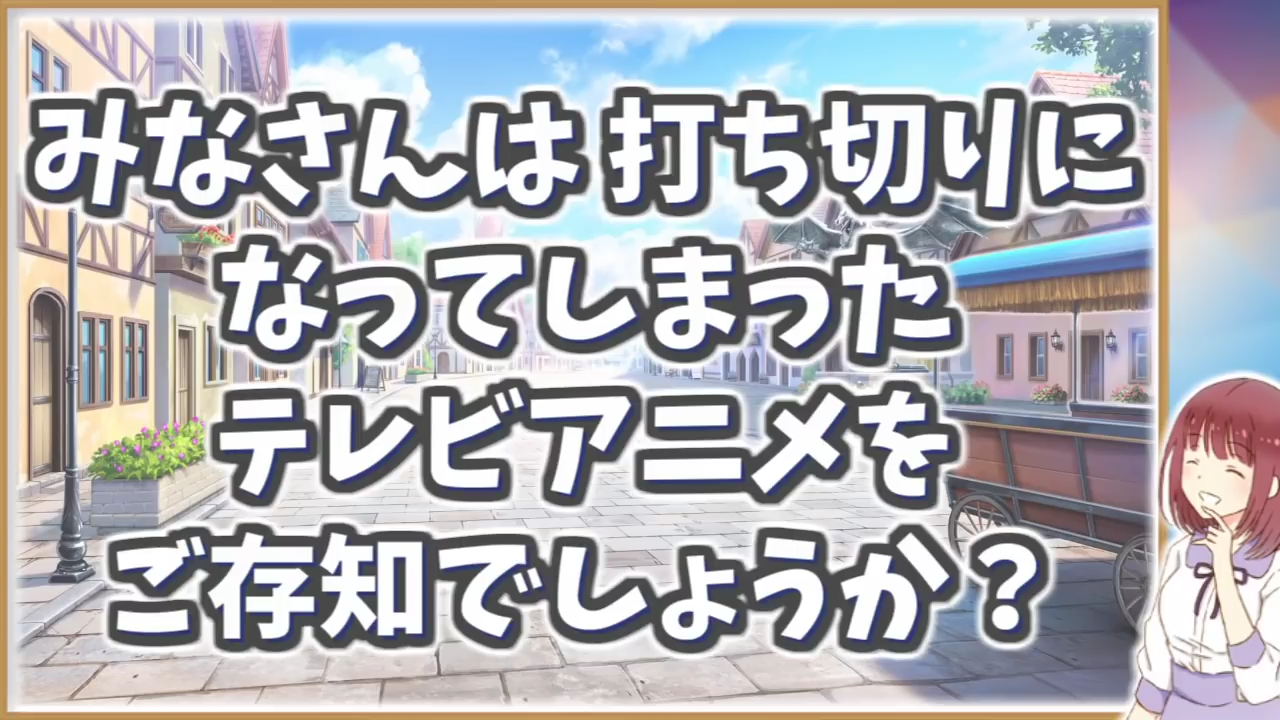 みなさんは 打ち切りに
なってしまった
テレビアニメを
ご存知でしょうか？